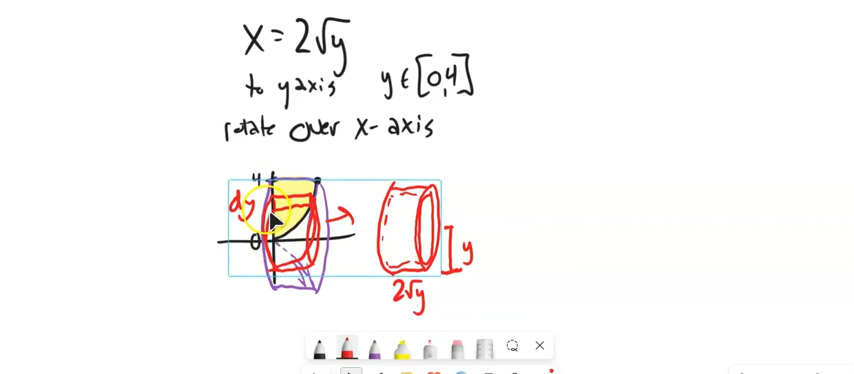 x = 2√y
to y axis y ∈ [0,4]
rotate over x-axis
4
dy
0
y
2√y